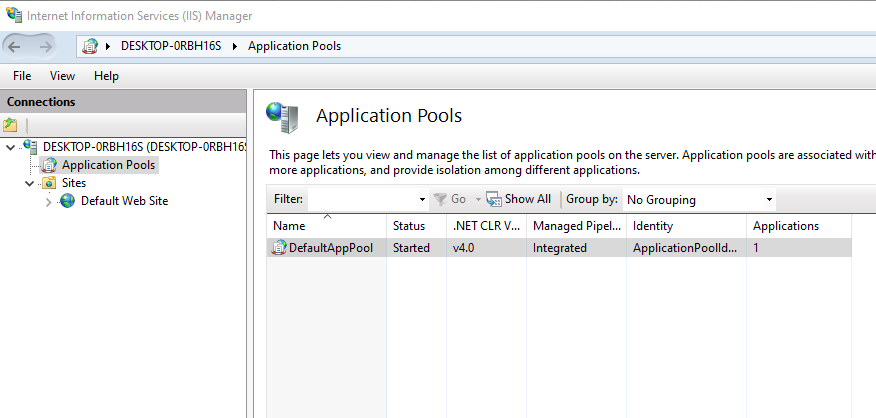 Internet Information Services (IIS) Manager
DESKTOP-0RBH16S Application Pools
File View Help
Connections
DESKTOP-0RBH16S (DESKTOP-0RBH16S
Application Pools
Sites
Default Web Site
Application Pools
This page lets you view and manage the list of application pools on the server. Application pools are associated with
more applications, and provide isolation among different applications.
Filter: Go Show All Group by: No Grouping
Name Status .NET CLR V... Managed Pipel... Identity Applications
DefaultAppPool Started v4.0 Integrated ApplicationPoolId... 1